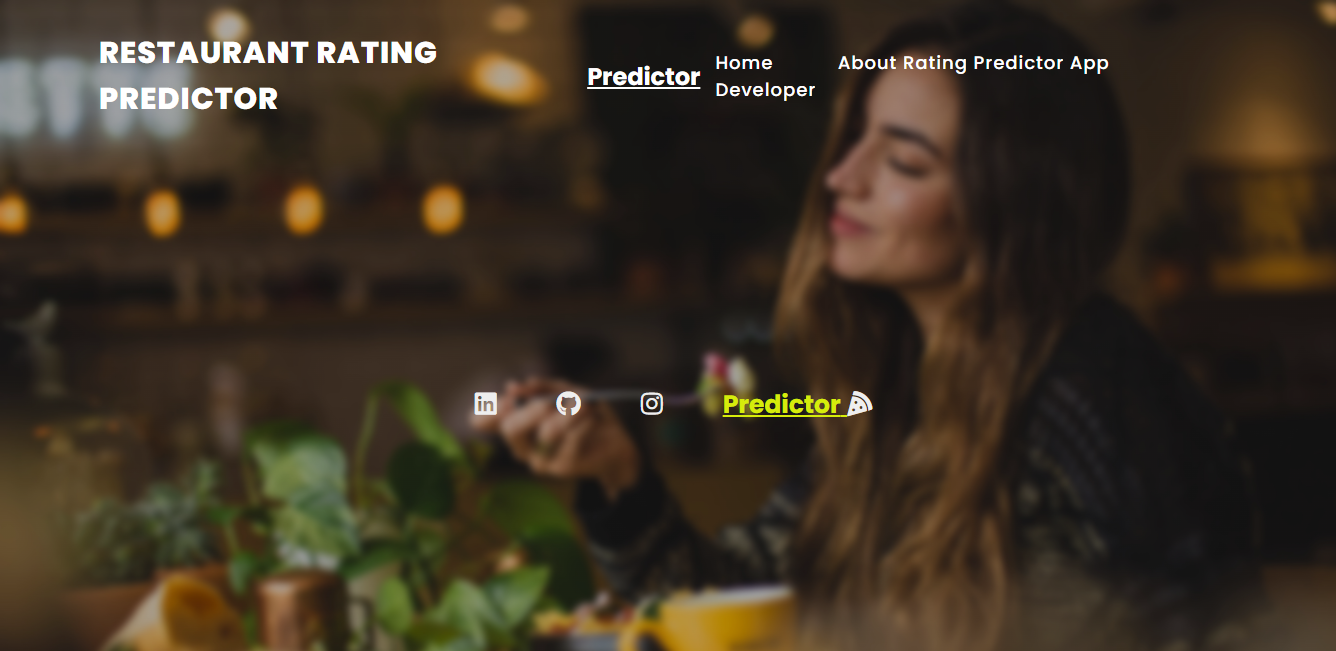 RESTAURANT RATING
PREDICTOR
Predictor
Home
About Rating Predictor App
Developer
Predictor